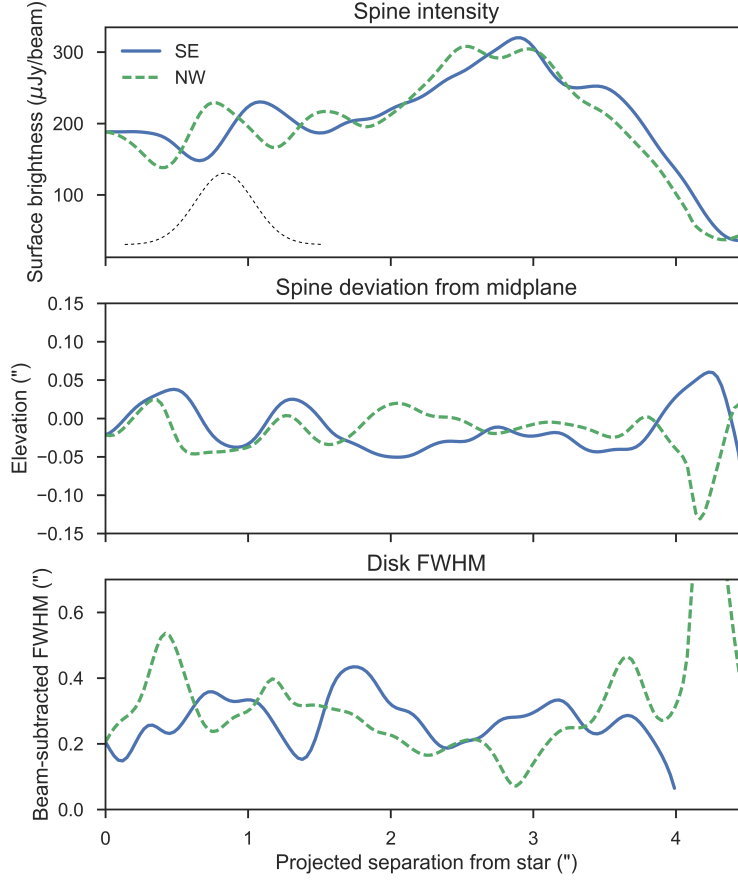 Spine intensity
Surface brightness (μJy/beam)
300
200
100
SE
NW
Spine deviation from midplane
Elevation (")
0.15
0.10
0.05
0.00
−0.05
−0.10
−0.15
Disk FWHM
Beam-subtracted FWHM (")
0.6
0.4
0.2
0.0
0 1 2 3 4
Projected separation from star (")